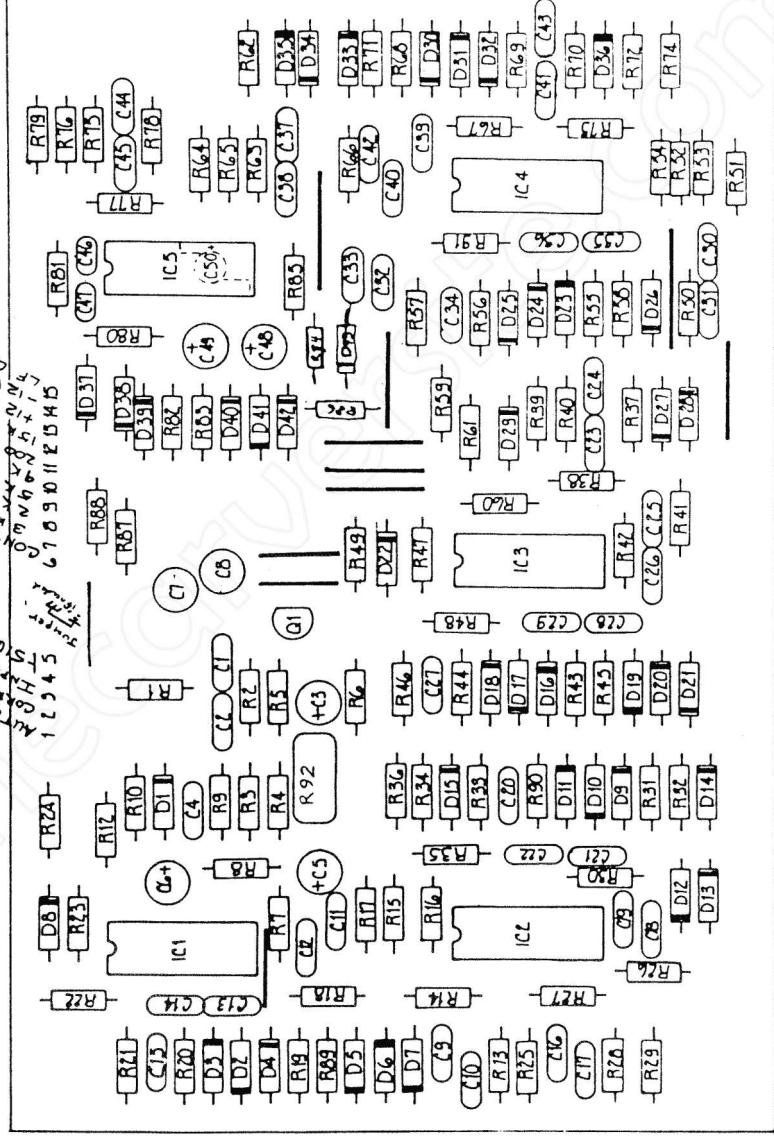 R62 D35 D34 D33 R71 R68 D30 D31 D32 R69 C43 C41 R70 D36 R72 R74
R79 R76 R75 C44 C45 R78 R64 R65 R63 C37 C38 R66 C42 C40 C39 R67 R73
R77 IC4 R54 R52 R53 R51
R81 C46 C47 IC5 C50+ R85 C33 C32 R91 C36 C35 C30 C31
R80 +C49 +C48 R84 R57 C34 R56 D25 D24 D23 R55 R58 D26 R50
D37 D38 D39 R82 R83 D40 D41 D42 R59 R61 D29 R39 R40 C23 C24 R37 D27 D28
R38
R60
R88 R87 R49 D22 R47 IC3 R42 C26 C25 R41
6 7 8 9 10 11 12 13 14 15
C7 C8
Jumper
Q1 R48 C29 C28
1 2 3 4 5
R1 C2 C1 R2 R5 +C3 R6 R46 C27 R44 D18 D17 D16 R43 R45 D19 D20 D21
R24 R12 R10 D1 C4 R9 R3 R4 R92 R36 R34 D15 R33 C20 R90 D11 D10 D9 R31 R32 D14
C6+ R8 +C5 R35 C22 C21 R30
D8 R23 IC1 R7 C12 C11 R17 R15 R16 IC2 C19 C18 D12 D13
R22 C14 C13 R18 R14 R27 R26
R21 C15 R20 D3 D2 D4 R19 R89 D5 D6 D7 C9 C10 R13 R25 C16 C17 R28 R29